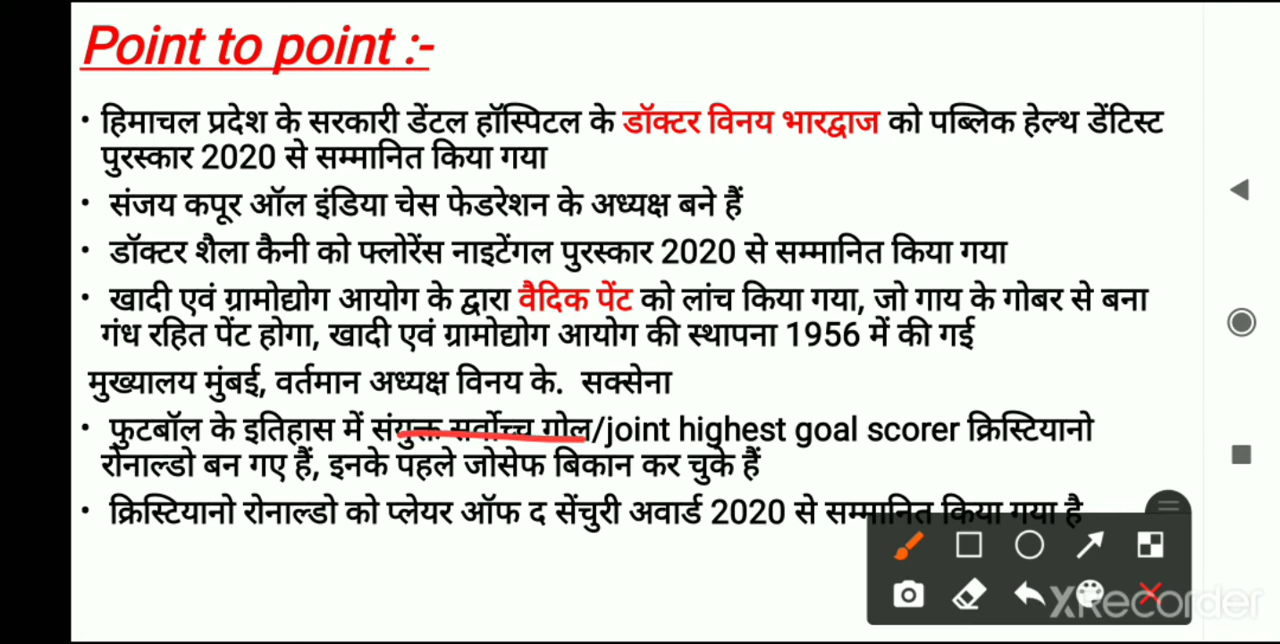 Point to point :-
• हिमाचल प्रदेश के सरकारी डेंटल हॉस्पिटल के डॉक्टर विनय भारद्वाज को पब्लिक हेल्थ डेंटिस्ट
पुरस्कार 2020 से सम्मानित किया गया
• संजय कपूर ऑल इंडिया चेस फेडरेशन के अध्यक्ष बने हैं
• डॉक्टर शैला कैनी को फ्लोरेंस नाइटेंगल पुरस्कार 2020 से सम्मानित किया गया
• खादी एवं ग्रामोद्योग आयोग के द्वारा वैदिक पेंट को लांच किया गया, जो गाय के गोबर से बना
गंध रहित पेंट होगा, खादी एवं ग्रामोद्योग आयोग की स्थापना 1956 में की गई
मुख्यालय मुंबई, वर्तमान अध्यक्ष विनय के. सक्सेना
• फुटबॉल के इतिहास में संयुक्त सर्वोच्च गोल/joint highest goal scorer क्रिस्टियानो
रोनाल्डो बन गए हैं, इनके पहले जोसेफ बिकान कर चुके हैं
• क्रिस्टियानो रोनाल्डो को प्लेयर ऑफ द सेंचुरी अवार्ड 2020 से सम्मानित किया गया है
XRecorder